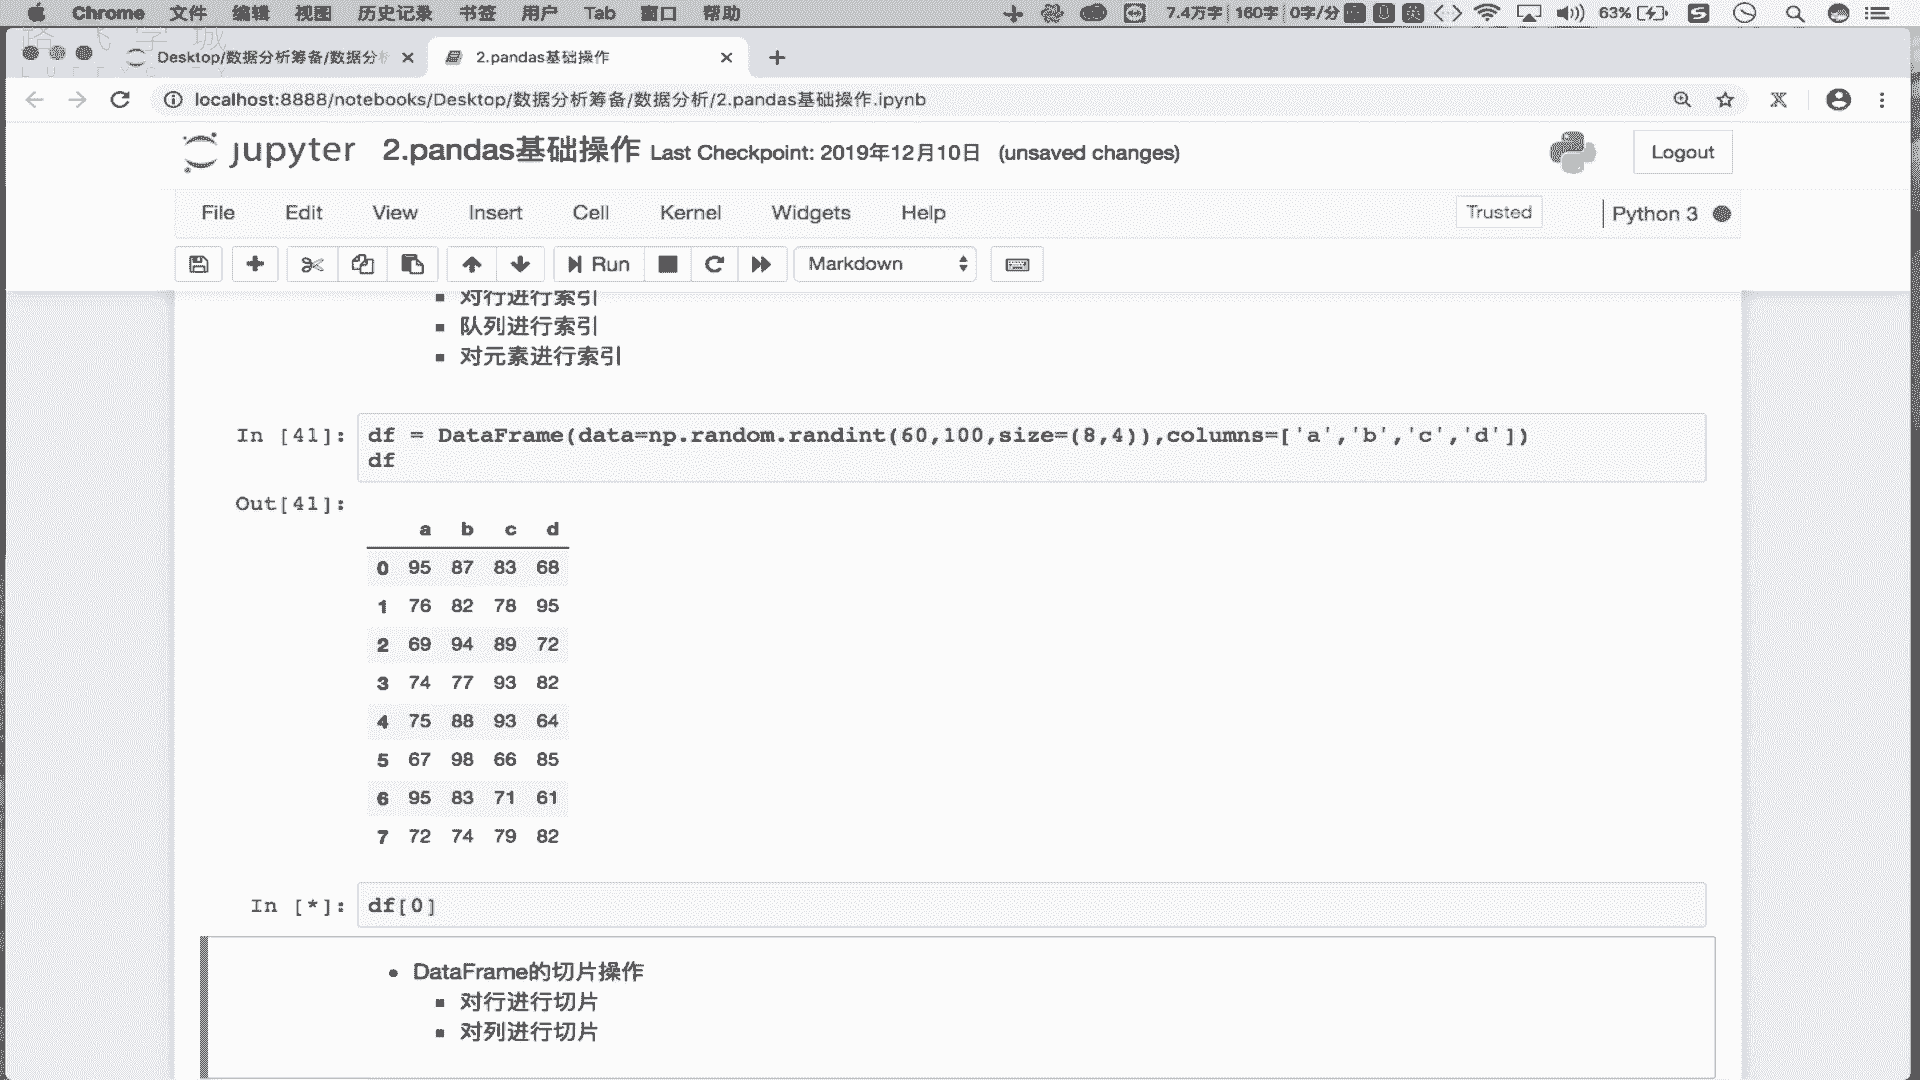 Chrome 文件 编辑 视图 历史记录 书签 用户 Tab 窗口 帮助 7.4万字 160字 0字/分 63%
路飞学城
Desktop/数据分析筹备/数据分析 2.pandas基础操作
localhost:8888/notebooks/Desktop/数据分析筹备/数据分析/2.pandas基础操作.ipynb
jupyter 2.pandas基础操作 Last Checkpoint: 2019年12月10日 (unsaved changes) Logout
File Edit View Insert Cell Kernel Widgets Help Trusted Python 3
Run Markdown
对行进行索引
队列进行索引
对元素进行索引
In [41]: df = DataFrame(data=np.random.randint(60,100,size=(8,4)),columns=['a','b','c','d'])
df
Out[41]:
a b c d
0 95 87 83 68
1 76 82 78 95
2 69 94 89 72
3 74 77 93 82
4 75 88 93 64
5 67 98 66 85
6 95 83 71 61
7 72 74 79 82
In [*]: df[0]
DataFrame的切片操作
对行进行切片
对列进行切片